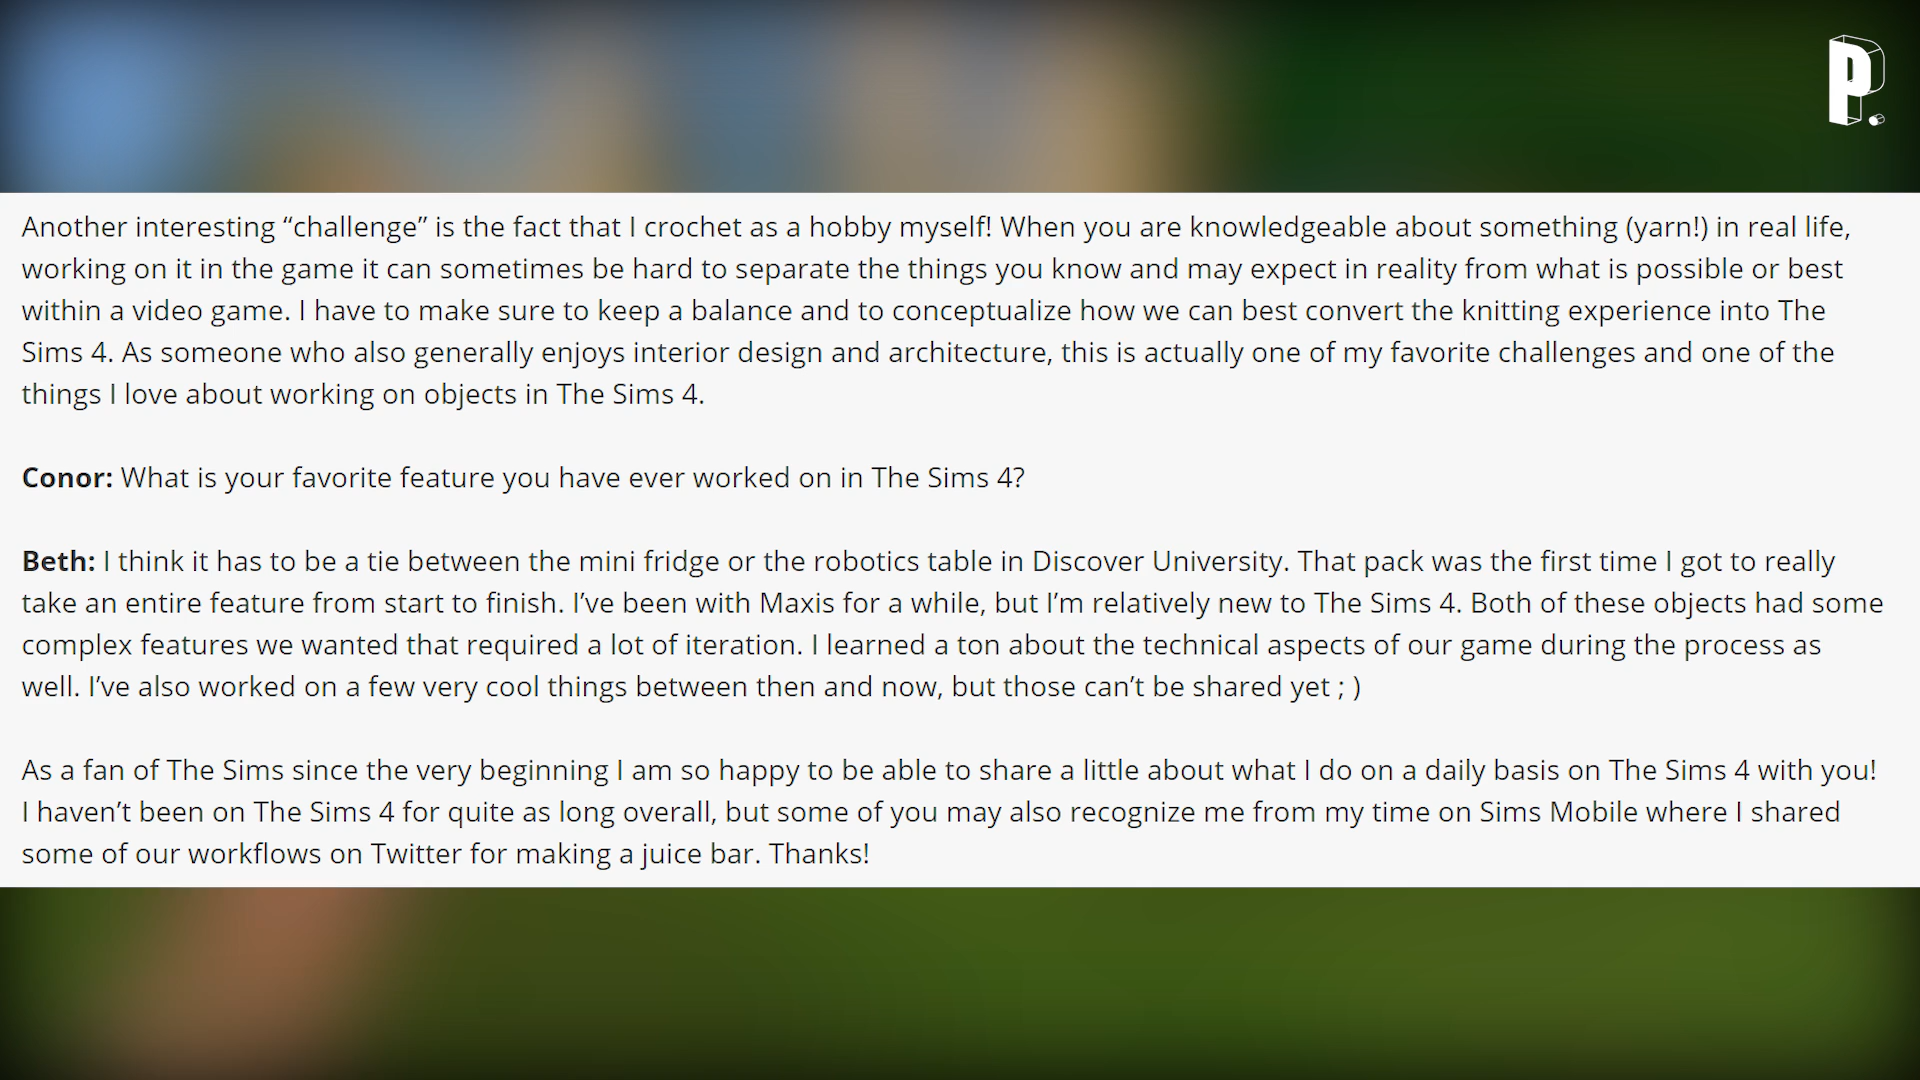 P.
Another interesting “challenge” is the fact that I crochet as a hobby myself! When you are knowledgeable about something (yarn!) in real life,
working on it in the game it can sometimes be hard to separate the things you know and may expect in reality from what is possible or best
within a video game. I have to make sure to keep a balance and to conceptualize how we can best convert the knitting experience into The
Sims 4. As someone who also generally enjoys interior design and architecture, this is actually one of my favorite challenges and one of the
things I love about working on objects in The Sims 4.
Conor: What is your favorite feature you have ever worked on in The Sims 4?
Beth: I think it has to be a tie between the mini fridge or the robotics table in Discover University. That pack was the first time I got to really
take an entire feature from start to finish. I’ve been with Maxis for a while, but I’m relatively new to The Sims 4. Both of these objects had some
complex features we wanted that required a lot of iteration. I learned a ton about the technical aspects of our game during the process as
well. I’ve also worked on a few very cool things between then and now, but those can’t be shared yet ; )
As a fan of The Sims since the very beginning I am so happy to be able to share a little about what I do on a daily basis on The Sims 4 with you!
I haven’t been on The Sims 4 for quite as long overall, but some of you may also recognize me from my time on Sims Mobile where I shared
some of our workflows on Twitter for making a juice bar. Thanks!